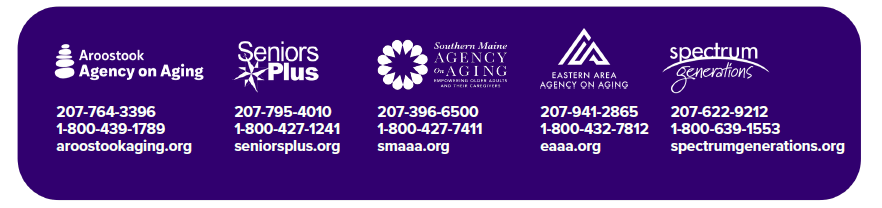 Aroostook
Agency on Aging
207-764-3396
1-800-439-1789
aroostookaging.org
Seniors
Plus
207-795-4010
1-800-427-1241
seniorsplus.org
Southern Maine
AGENCY
On AGING
EMPOWERING OLDER ADULTS
AND THEIR CAREGIVERS
207-396-6500
1-800-427-7411
smaaa.org
EASTERN AREA
AGENCY ON AGING
207-941-2865
1-800-432-7812
eaaa.org
spectrum
generations
207-622-9212
1-800-639-1553
spectrumgenerations.org